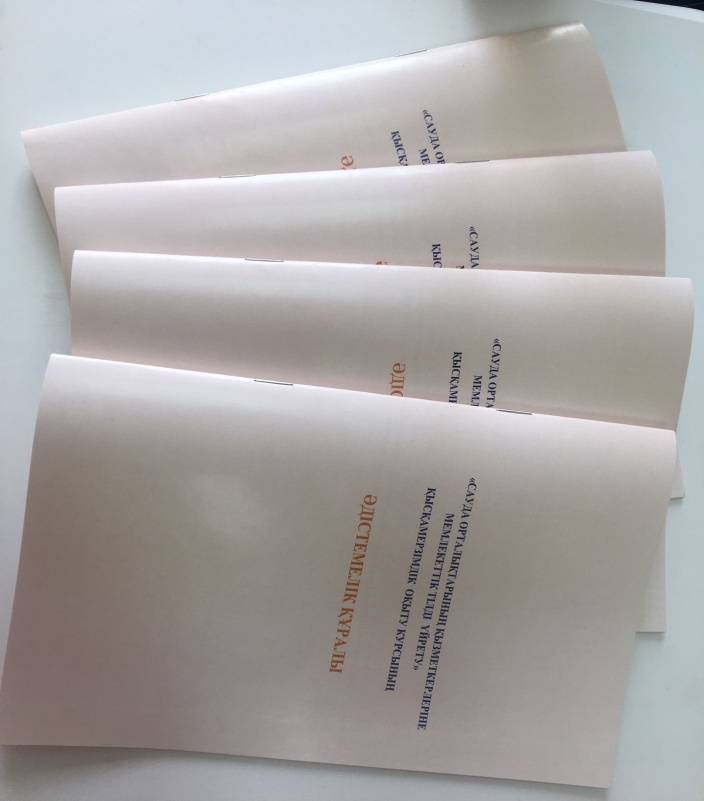 «САУДА ОРТАЛЫҚТАРЫНЫҢ ҚЫЗМЕТКЕРЛЕРІНЕ
МЕМЛЕКЕТТІК ТІЛДІ ҮЙРЕТУ»
ҚЫСҚАМЕРЗІМДІК ОҚЫТУ КУРСЫНЫҢ
ӘДІСТЕМЕЛІК ҚҰРАЛЫ